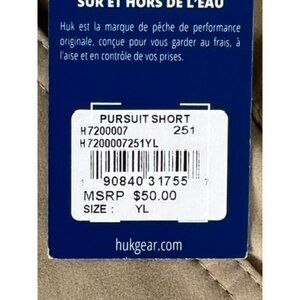 SUR ET HORS DE L'EAU
Huk est la marque de pêche de performance
originale, conçue pour vous garder au frais, à
l'aise et en contrôle de vos prises.
PURSUIT SHORT
H7200007 251
H7200007251YL
1 90840 31755 7
MSRP $50.00
SIZE: YL
hukgear.com